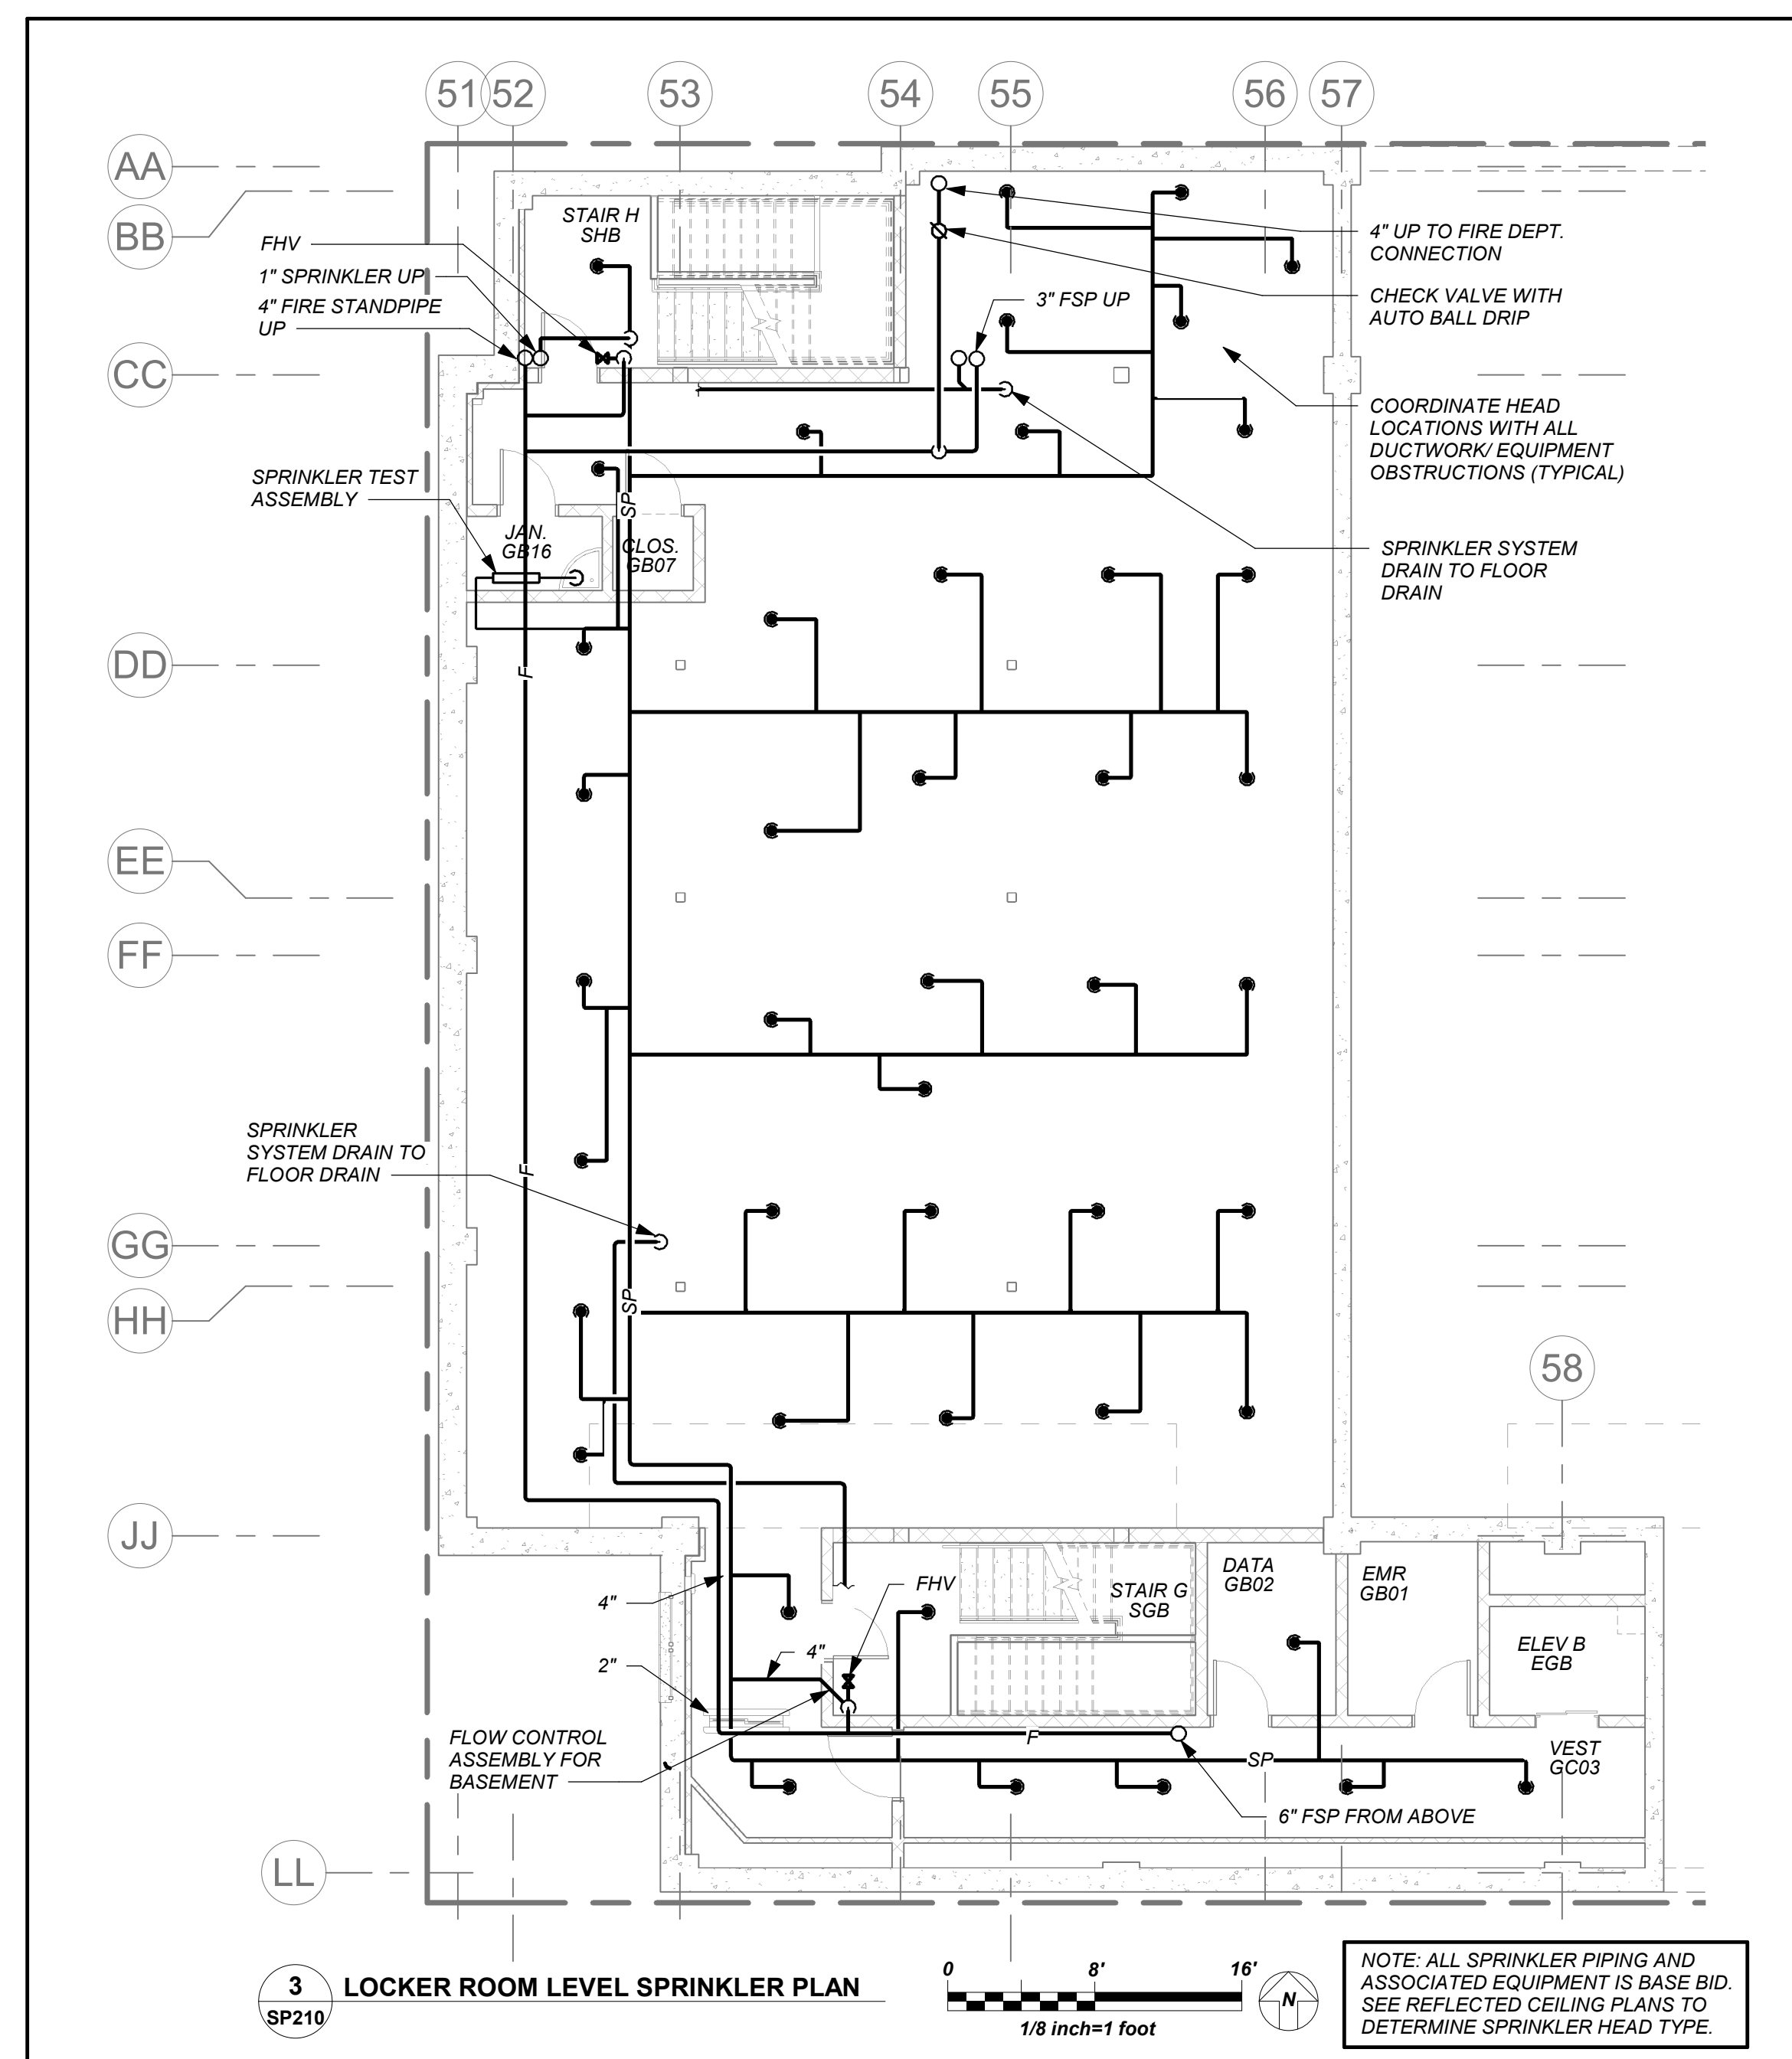 51
52
53
54
55
56
57
AA
BB
CC
DD
EE
FF
GG
HH
JJ
LL
58
STAIR H
SHB
FHV
1" SPRINKLER UP
4" FIRE STANDPIPE
UP
3" FSP UP
4" UP TO FIRE DEPT.
CONNECTION
CHECK VALVE WITH
AUTO BALL DRIP
COORDINATE HEAD
LOCATIONS WITH ALL
DUCTWORK/ EQUIPMENT
OBSTRUCTIONS (TYPICAL)
SPRINKLER TEST
ASSEMBLY
SP
JAN.
GB16
CLOS.
GB07
SPRINKLER SYSTEM
DRAIN TO FLOOR
DRAIN
F
SPRINKLER
SYSTEM DRAIN TO
FLOOR DRAIN
F
SP
4"
2"
4"
FHV
STAIR G
SGB
DATA
GB02
EMR
GB01
ELEV B
EGB
FLOW CONTROL
ASSEMBLY FOR
BASEMENT
F
SP
VEST
GC03
6" FSP FROM ABOVE
3
SP210
LOCKER ROOM LEVEL SPRINKLER PLAN
0 8' 16'
1/8 inch=1 foot
N
NOTE: ALL SPRINKLER PIPING AND
ASSOCIATED EQUIPMENT IS BASE BID.
SEE REFLECTED CEILING PLANS TO
DETERMINE SPRINKLER HEAD TYPE.